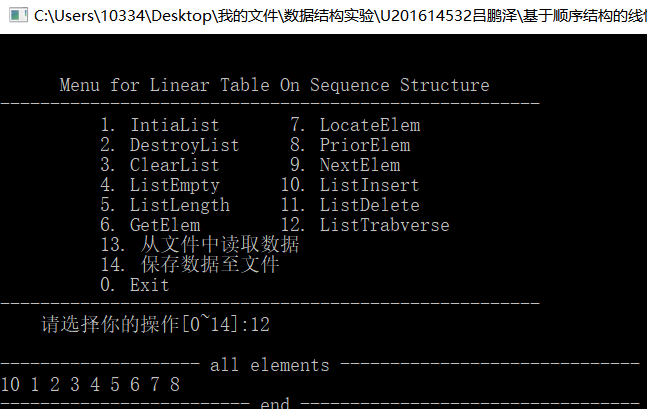 C:\Users\10334\Desktop\我的文件\数据结构实验\U201614532吕鹏泽\基于顺序结构的线
Menu for Linear Table On Sequence Structure
-------------------------------------------------------
1. IntiaList 7. LocateElem
2. DestroyList 8. PriorElem
3. ClearList 9. NextElem
4. ListEmpty 10. ListInsert
5. ListLength 11. ListDelete
6. GetElem 12. ListTrabverse
13. 从文件中读取数据
14. 保存数据至文件
0. Exit
-------------------------------------------------------
请选择你的操作[0~14]:12
-------------------- all elements ------------------------------
10 1 2 3 4 5 6 7 8
------------------------- end ----------------------------------